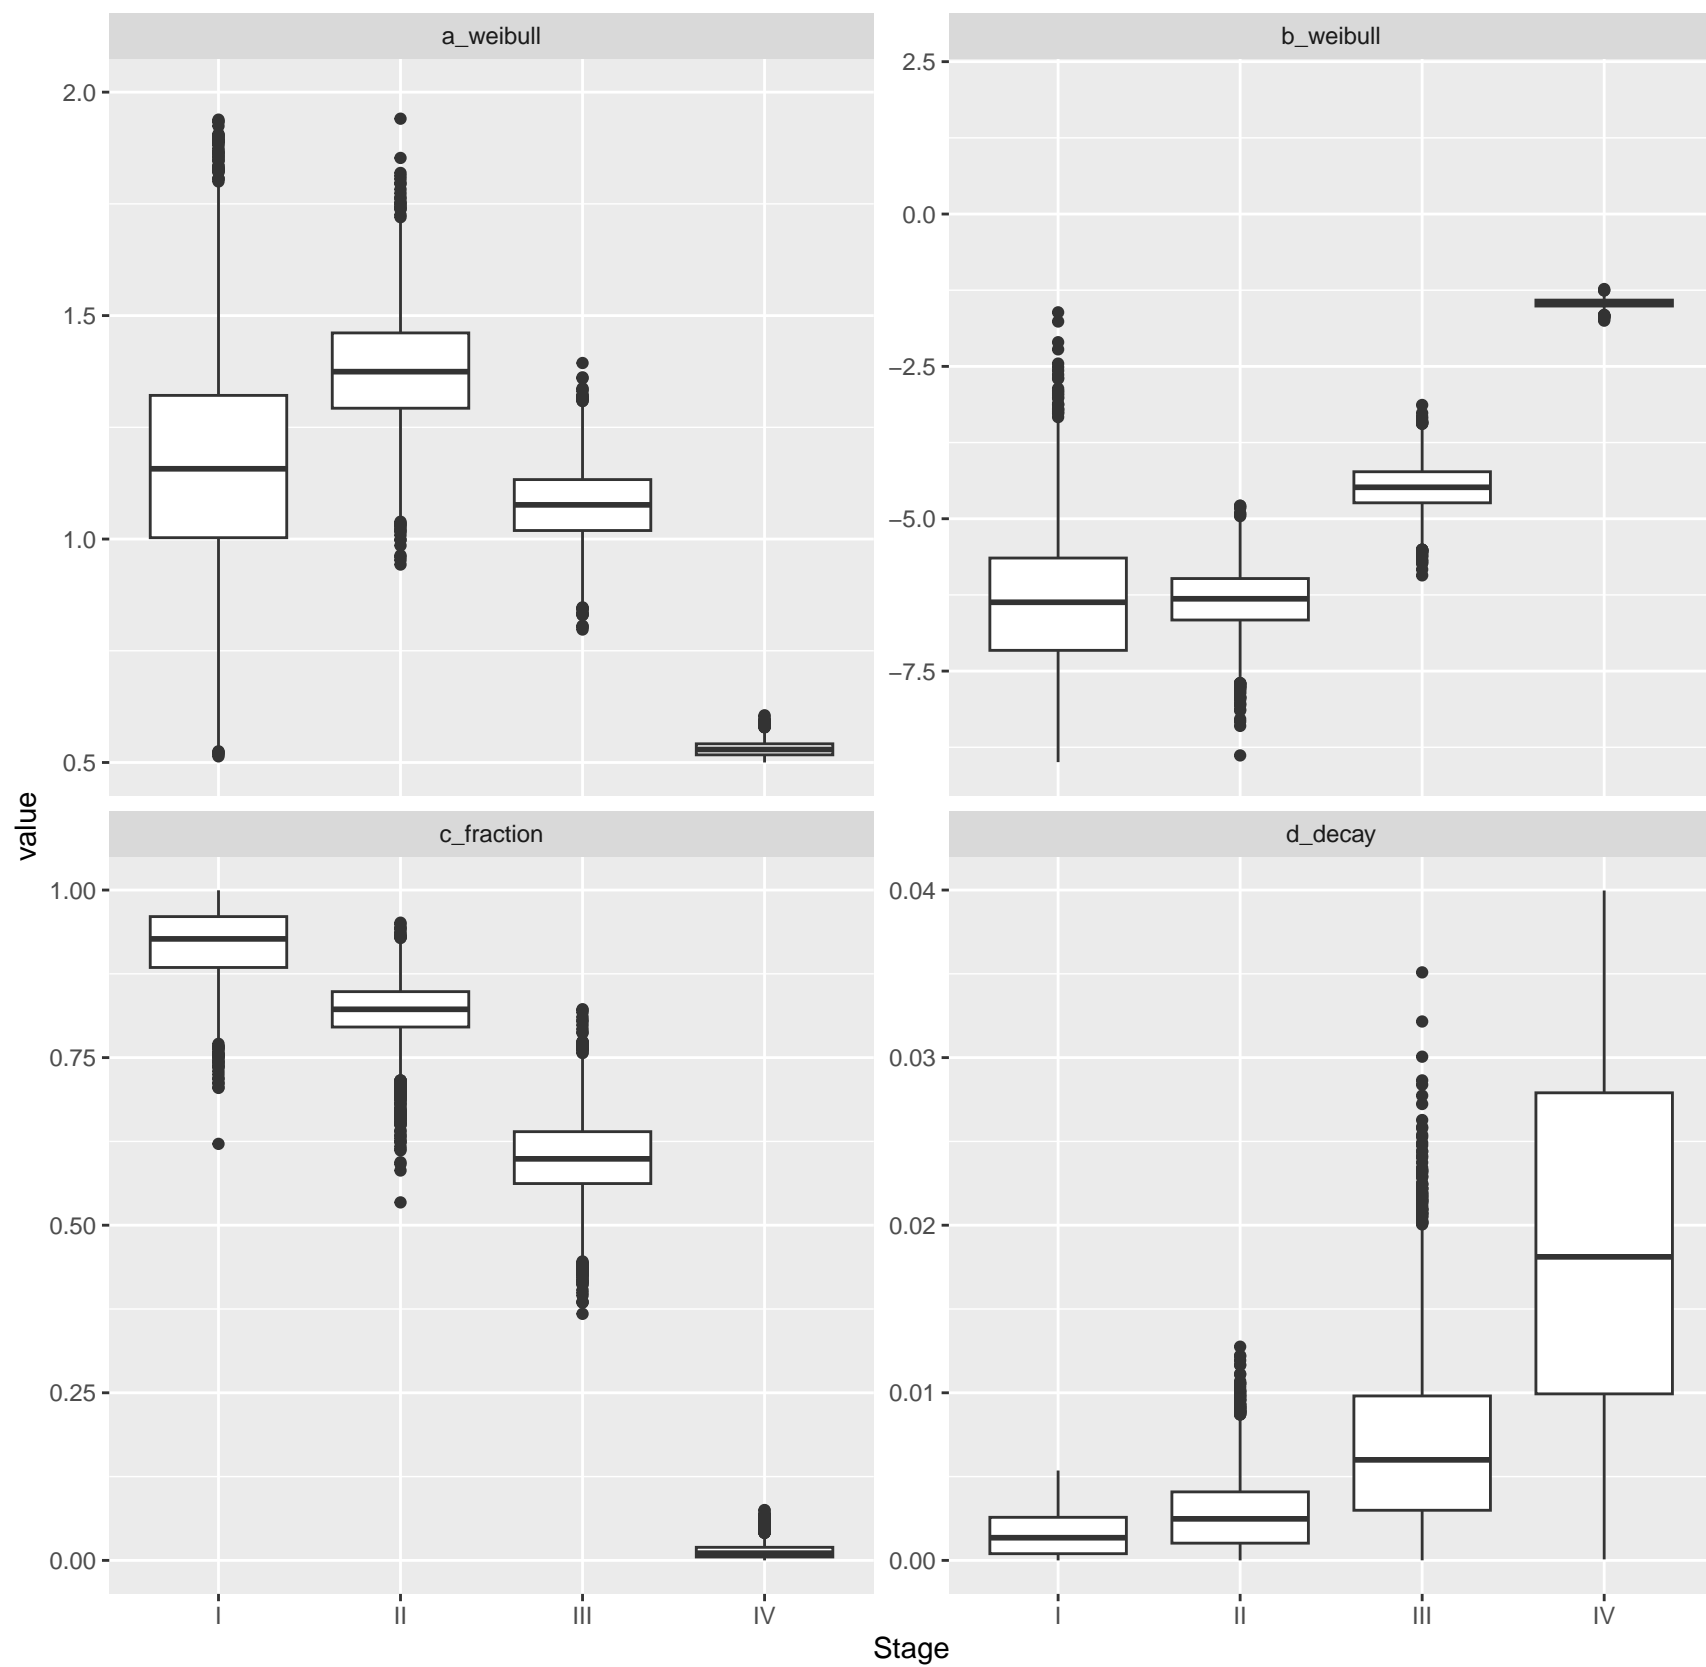 a_weibull
b_weibull
2.0
1.5
1.0
0.5
2.5
0.0
−2.5
−5.0
−7.5
value
c_fraction
d_decay
1.00
0.75
0.50
0.25
0.00
0.04
0.03
0.02
0.01
0.00
I II III IV
I II III IV
Stage